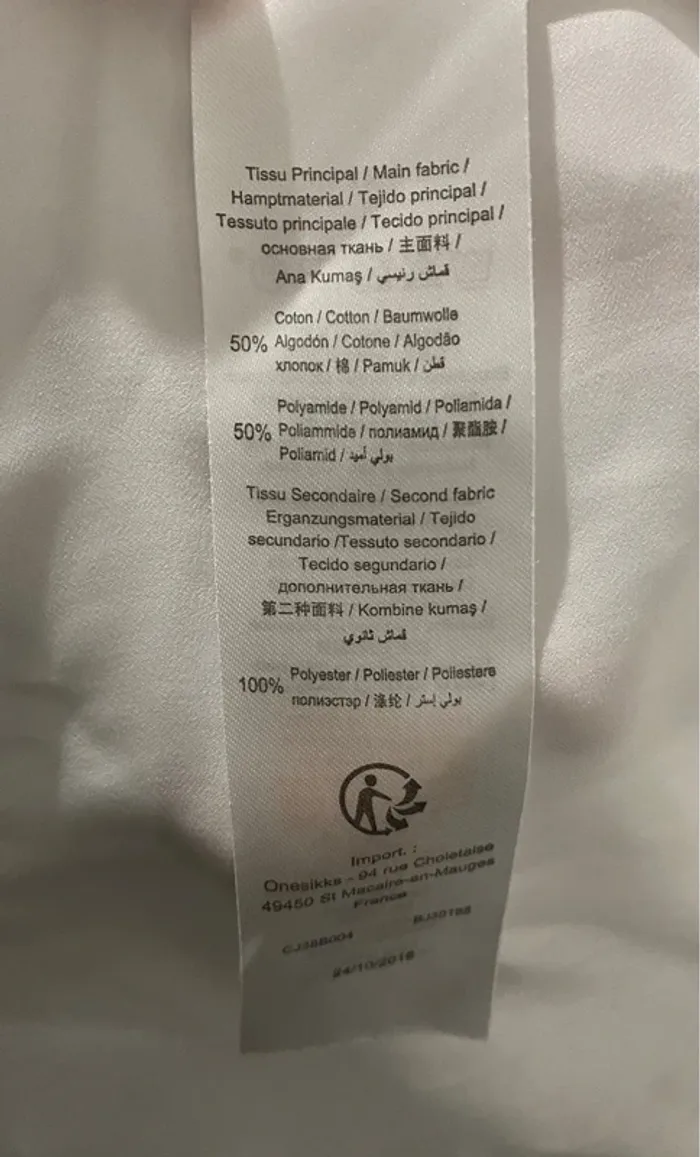 Tissu Principal / Main fabric /
Hamptmaterial / Tejido principal /
Tessuto principale / Tecido principal /
основная ткань / 主面料 /
Ana Kumaş / قماش رئيسي
Coton / Cotton / Baumwolle
50% Algodón / Cotone / Algodão
хлопок / 棉 / Pamuk / قطن
Polyamide / Polyamid / Poliamida /
50% Poliammide / полиамид / 聚酯胺 /
Poliamid / بولي أميد
Tissu Secondaire / Second fabric
Erganzungsmaterial / Tejido
secundario /Tessuto secondario /
Tecido segundario /
дополнительная ткань /
第二种面料 / Kombine kumaş /
قماش ثانوي
Polyester / Poliester / Poliestere
100%
полиэстэр / 涤纶 / بولي إستر
Import. :
Onesikks - 94 rue Choletaise
49450 St Macaire-en-Mauges
France
CJ38B004 BJ30198
24/10/2018